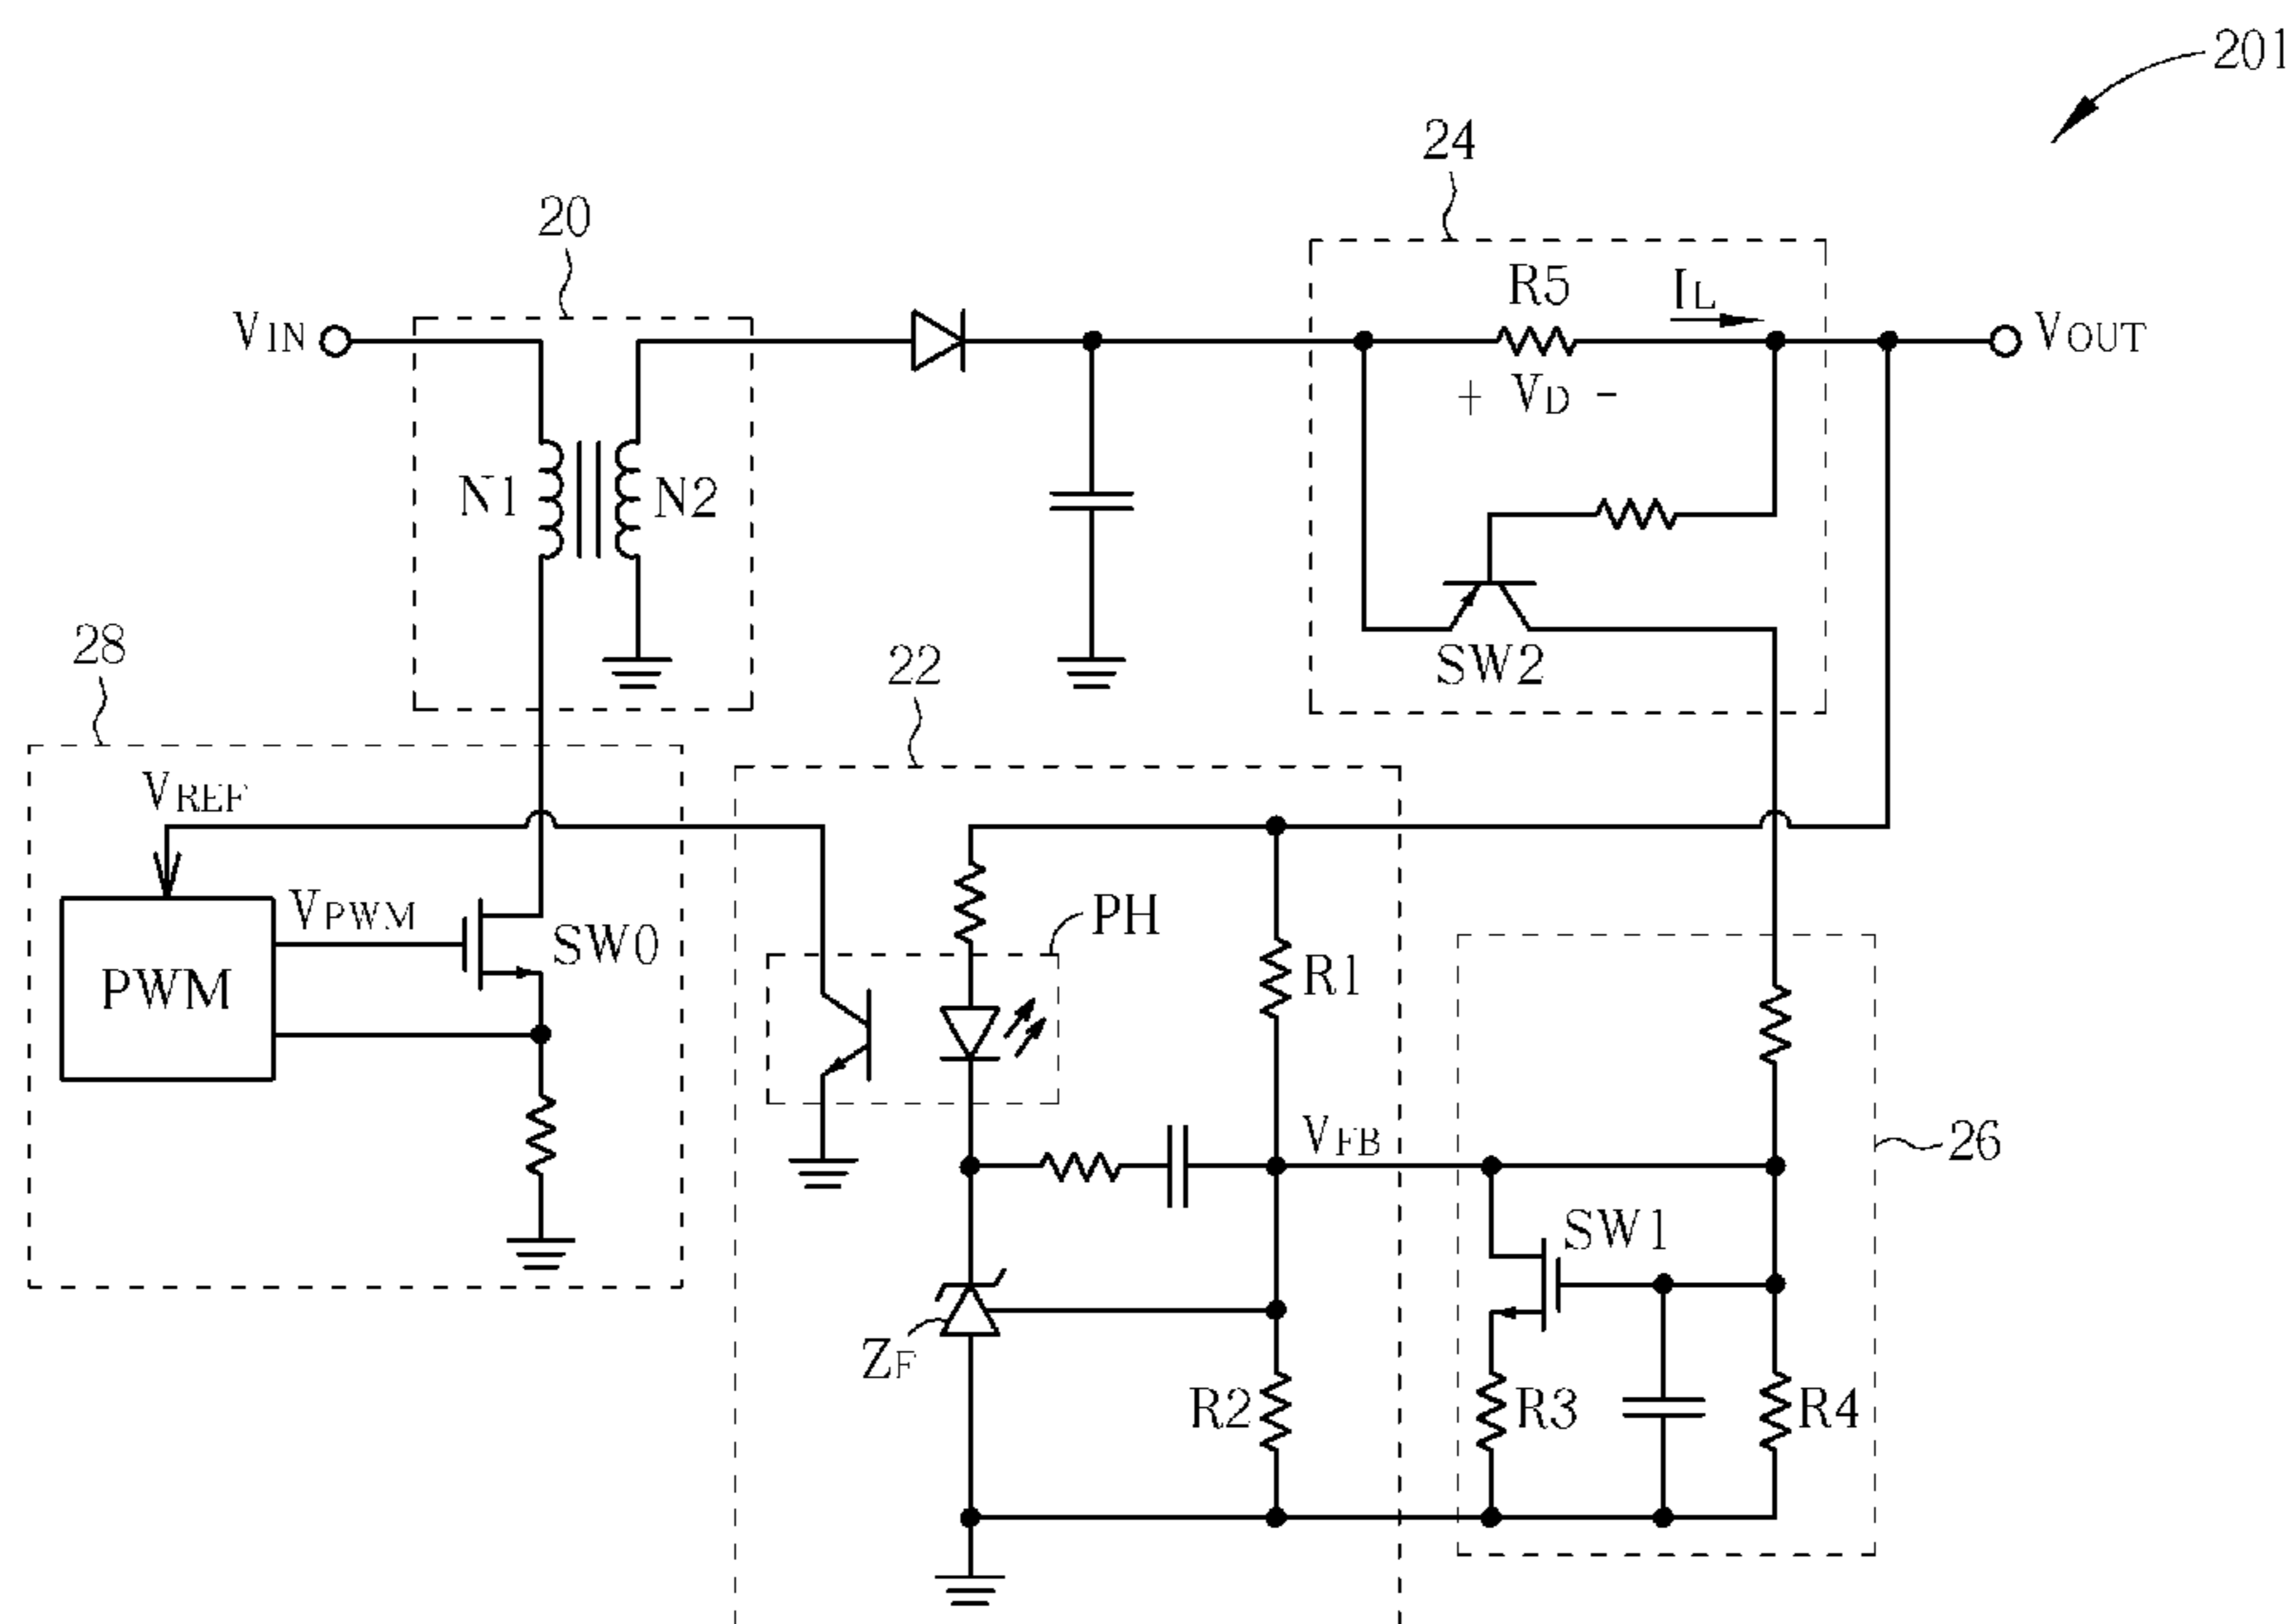 201
24
20
R5
IL
VIN
VOUT
+ VD -
N1
N2
28
22
SW2
VREF
VPWM
PH
SW0
R1
PWM
VFB
26
SW1
ZF
R2
R3
R4